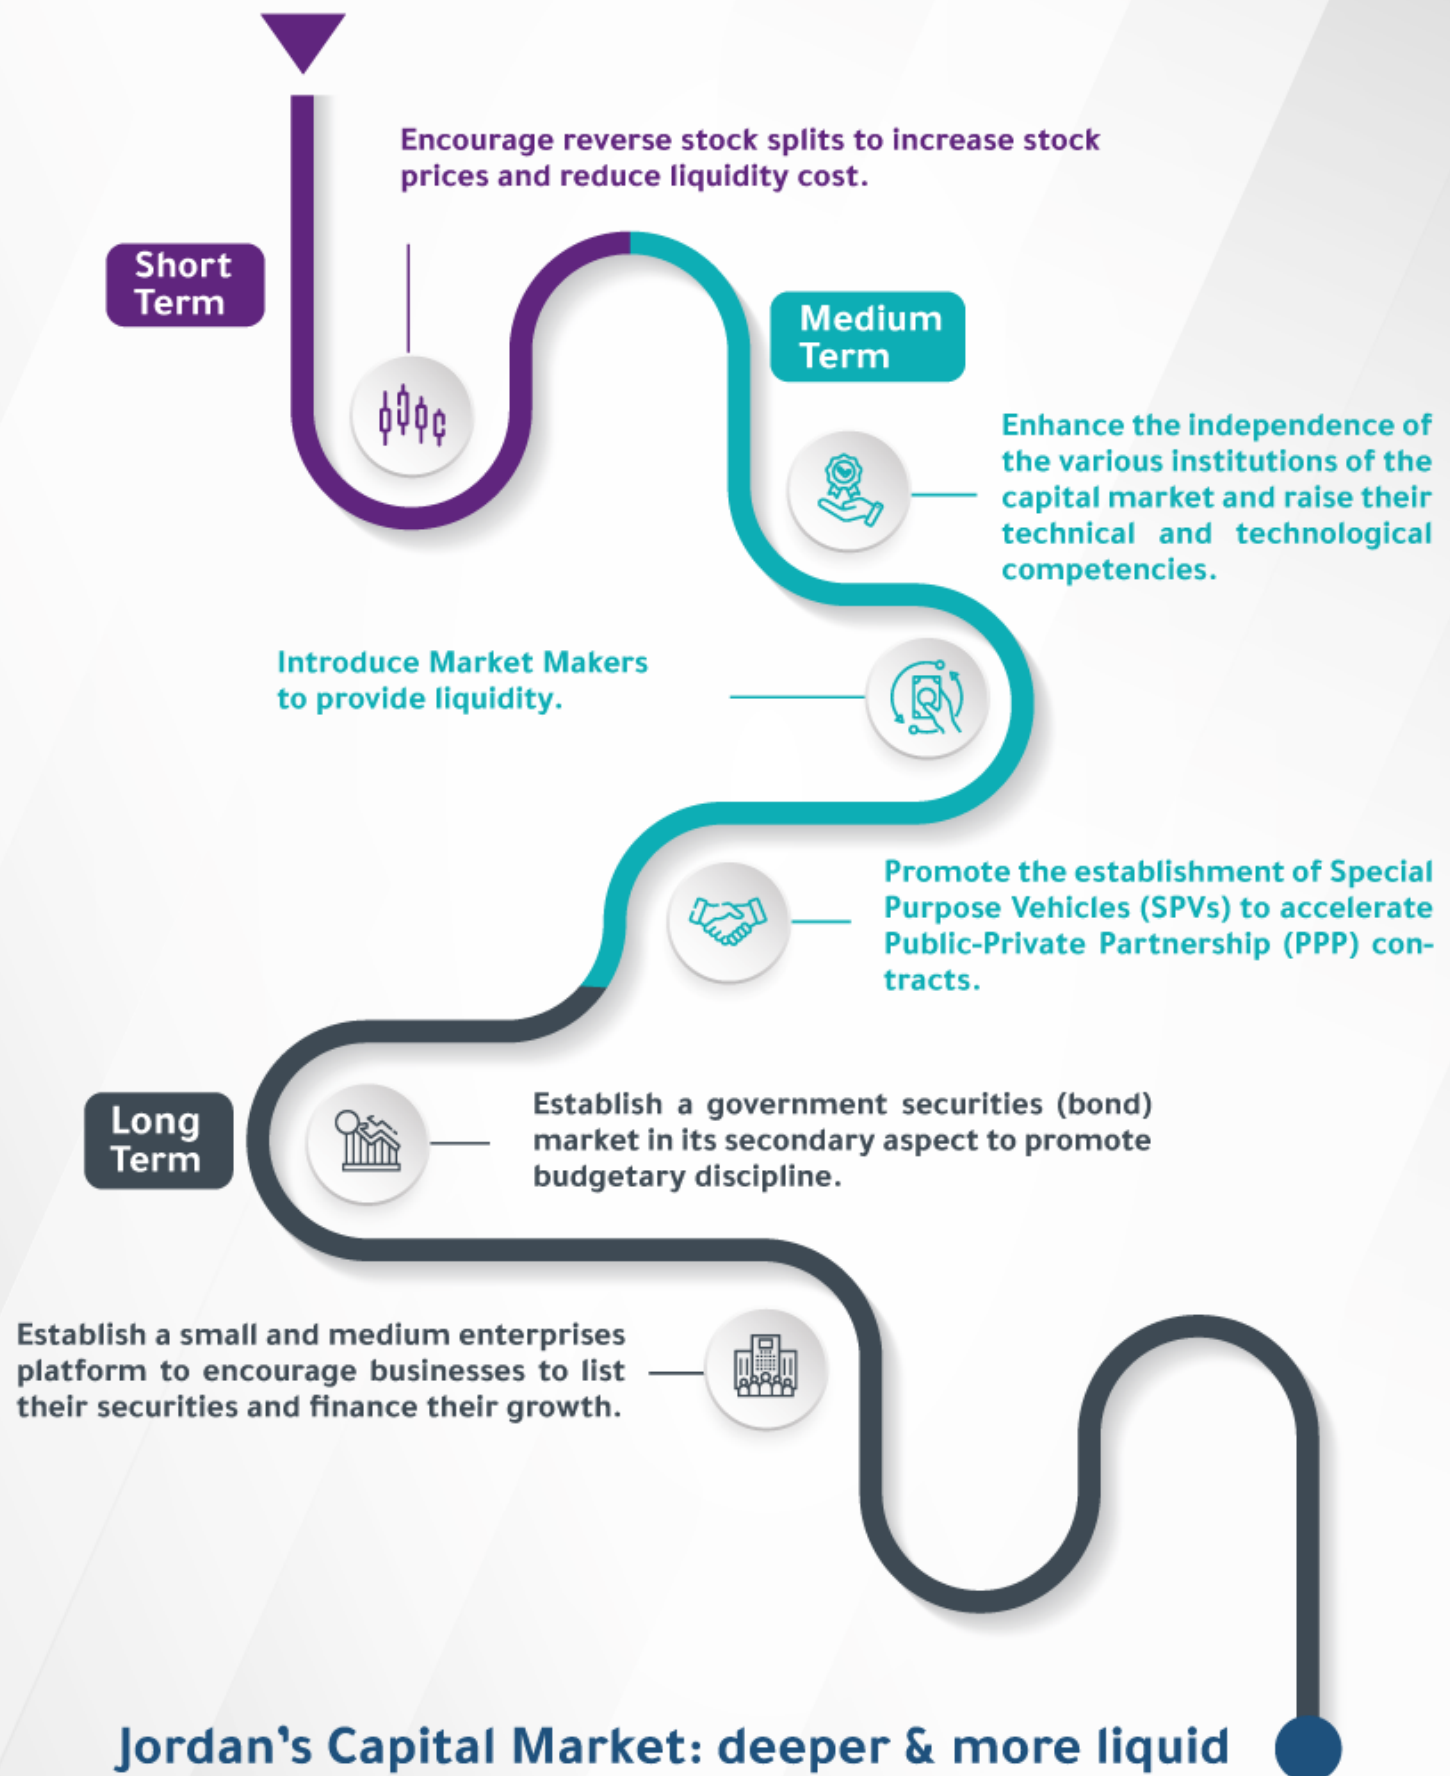 Encourage reverse stock splits to increase stock
prices and reduce liquidity cost.
Short
Term
Medium
Term
Enhance the independence of
the various institutions of the
capital market and raise their
technical and technological
competencies.
Introduce Market Makers
to provide liquidity.
Promote the establishment of Special
Purpose Vehicles (SPVs) to accelerate
Public-Private Partnership (PPP) con-
tracts.
Long
Term
Establish a government securities (bond)
market in its secondary aspect to promote
budgetary discipline.
Establish a small and medium enterprises
platform to encourage businesses to list
their securities and finance their growth.
Jordan’s Capital Market: deeper & more liquid